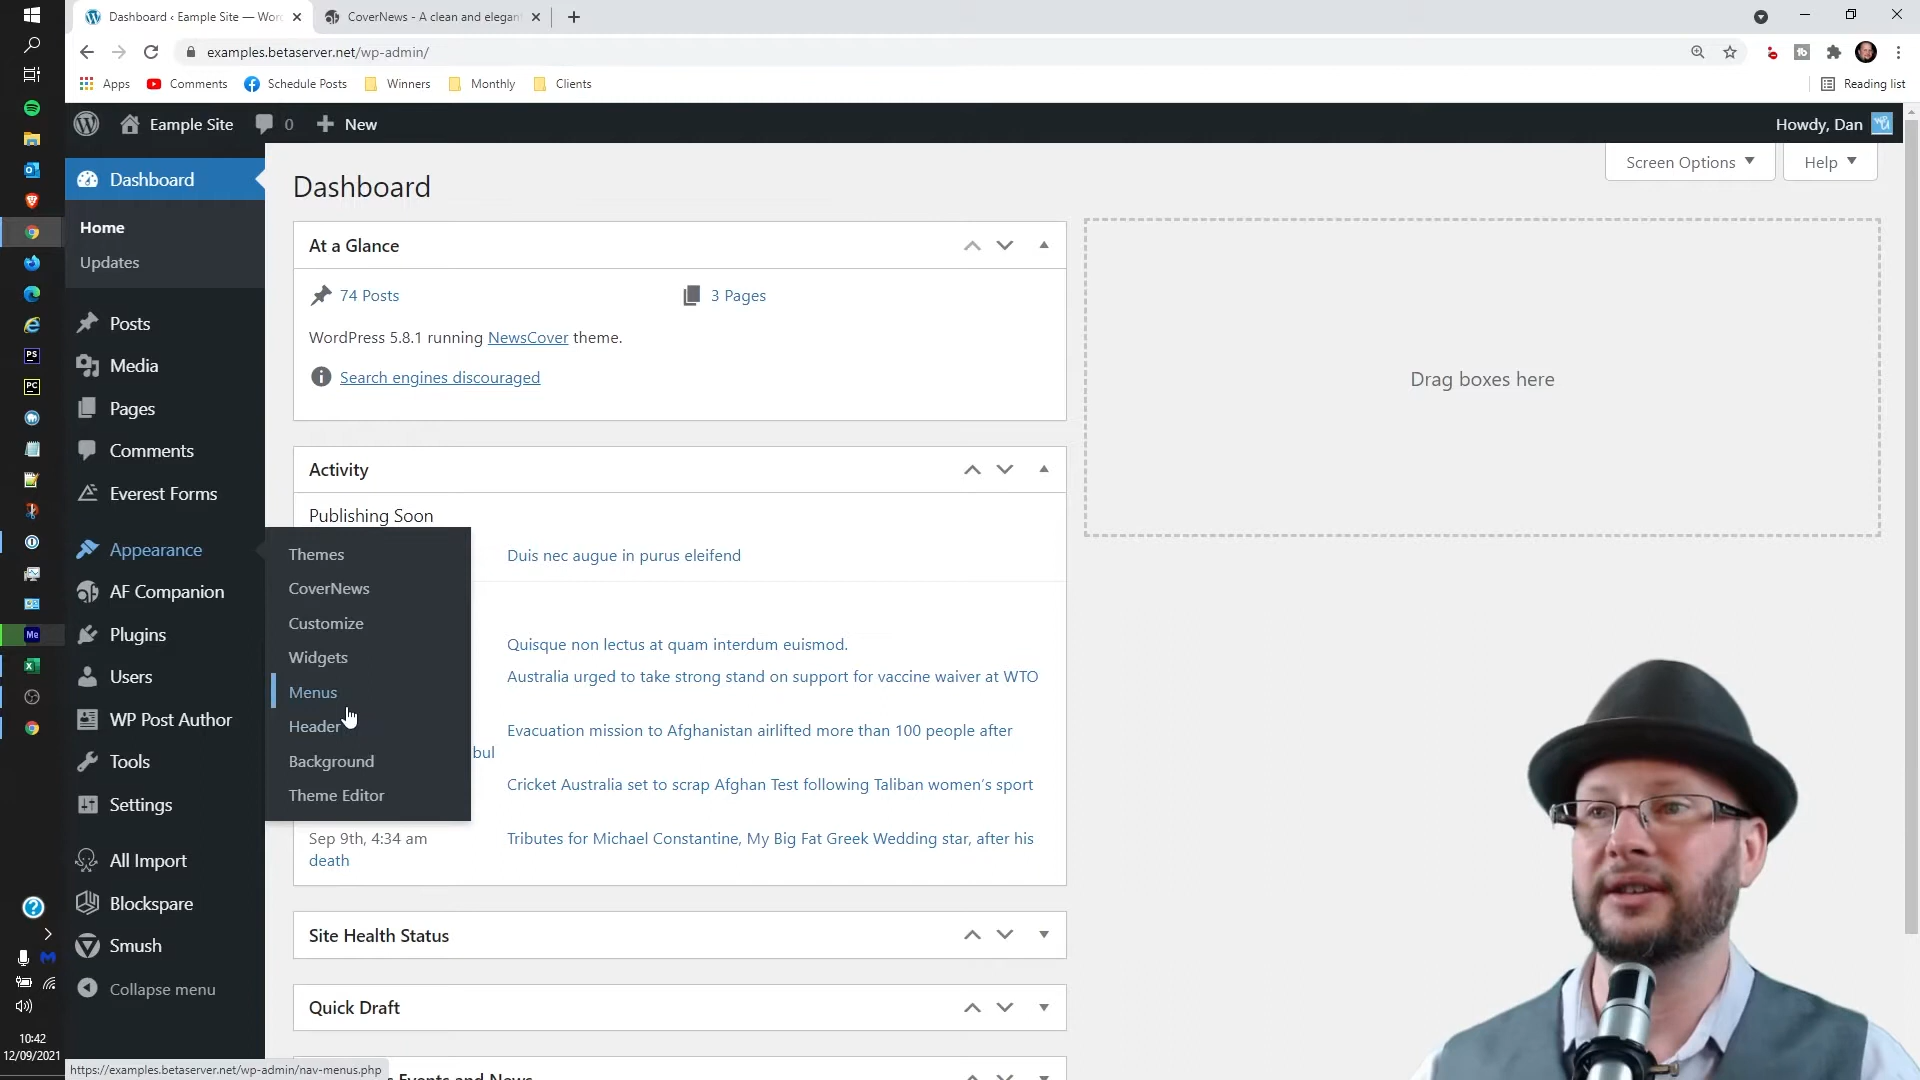 Dashboard ‹ Eample Site — Wor
CoverNews - A clean and elegan
examples.betaserver.net/wp-admin/
Apps
Comments
Schedule Posts
Winners
Monthly
Clients
Reading list
Eample Site
0
New
Howdy, Dan
Screen Options
Help
Dashboard
Home
Updates
Posts
Media
Pages
Comments
Everest Forms
Appearance
AF Companion
Plugins
Users
WP Post Author
Tools
Settings
All Import
Blockspare
Smush
Collapse menu
Themes
CoverNews
Customize
Widgets
Menus
Header
Background
Theme Editor
Dashboard
At a Glance
74 Posts
3 Pages
WordPress 5.8.1 running NewsCover theme.
Search engines discouraged
Activity
Publishing Soon
Duis nec augue in purus eleifend
Quisque non lectus at quam interdum euismod.
Australia urged to take strong stand on support for vaccine waiver at WTO
Evacuation mission to Afghanistan airlifted more than 100 people after
bul
Cricket Australia set to scrap Afghan Test following Taliban women's sport
Sep 9th, 4:34 am
Tributes for Michael Constantine, My Big Fat Greek Wedding star, after his
death
Site Health Status
Quick Draft
Events and News
Drag boxes here
PS
PC
Me
10:42
12/09/2021
https://examples.betaserver.net/wp-admin/nav-menus.php